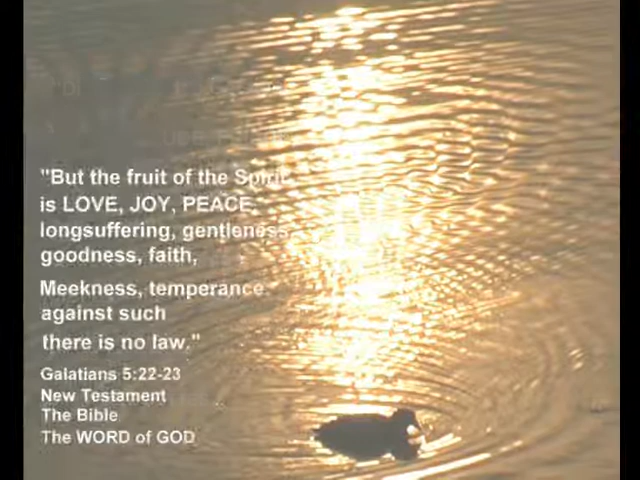 "But the fruit of the Spirit
is LOVE, JOY, PEACE,
longsuffering, gentleness,
goodness, faith,
Meekness, temperance
against such
there is no law."
Galatians 5:22-23
New Testament
The Bible
The WORD of GOD